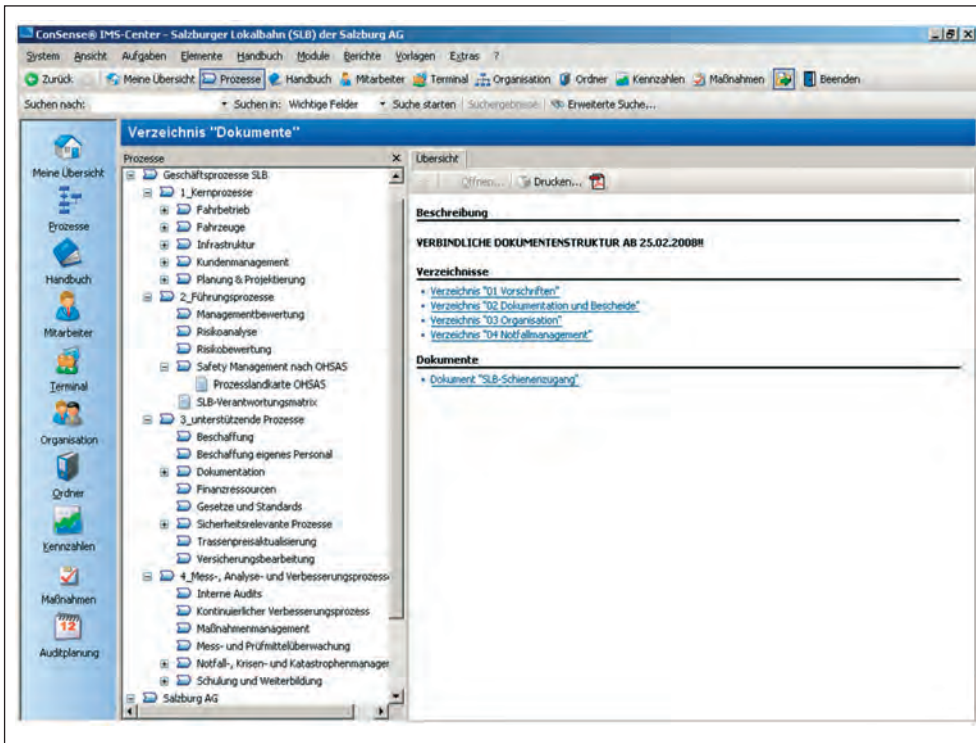 ConSense® IMS-Center - Salzburger Lokalbahn (SLB) der Salzburg AG
System Ansicht Aufgaben Elemente Handbuch Module Berichte Vorlagen Extras ?
Zurück Meine Übersicht Prozesse Handbuch Mitarbeiter Terminal Organisation Ordner Kennzahlen Maßnahmen Beenden
Suchen nach: Suchen in: Wichtige Felder Suche starten Suchergebnisse Erweiterte Suche...
Verzeichnis "Dokumente"
Meine Übersicht
Prozesse
Handbuch
Mitarbeiter
Terminal
Organisation
Ordner
Kennzahlen
Maßnahmen
12
Auditplanung
Prozesse
Geschäftsprozesse SLB
1_Kernprozesse
Fahrbetrieb
Fahrzeuge
Infrastruktur
Kundenmanagement
Planung & Projektierung
2_Führungsprozesse
Managementbewertung
Risikoanalyse
Risikobewertung
Safety Management nach OHSAS
Prozesslandkarte OHSAS
SLB-Verantwortungsmatrix
3_unterstützende Prozesse
Beschaffung
Beschaffung eigenes Personal
Dokumentation
Finanzressourcen
Gesetze und Standards
Sicherheitsrelevante Prozesse
Trassenpreisaktualisierung
Versicherungsbearbeitung
4_Mess-, Analyse- und Verbesserungsprozess
Interne Audits
Kontinuierlicher Verbesserungsprozess
Maßnahmenmanagement
Mess- und Prüfmittelüberwachung
Notfall-, Krisen- und Katastrophenmanager
Schulung und Weiterbildung
Salzburg AG
Übersicht
Öffnen... Drucken...
Beschreibung
VERBINDLICHE DOKUMENTENSTRUKTUR AB 25.02.2008!!
Verzeichnisse
• Verzeichnis "01 Vorschriften"
• Verzeichnis "02 Dokumentation und Bescheide"
• Verzeichnis "03 Organisation"
• Verzeichnis "04 Notfallmanagement"
Dokumente
• Dokument "SLB-Schienenzugang"